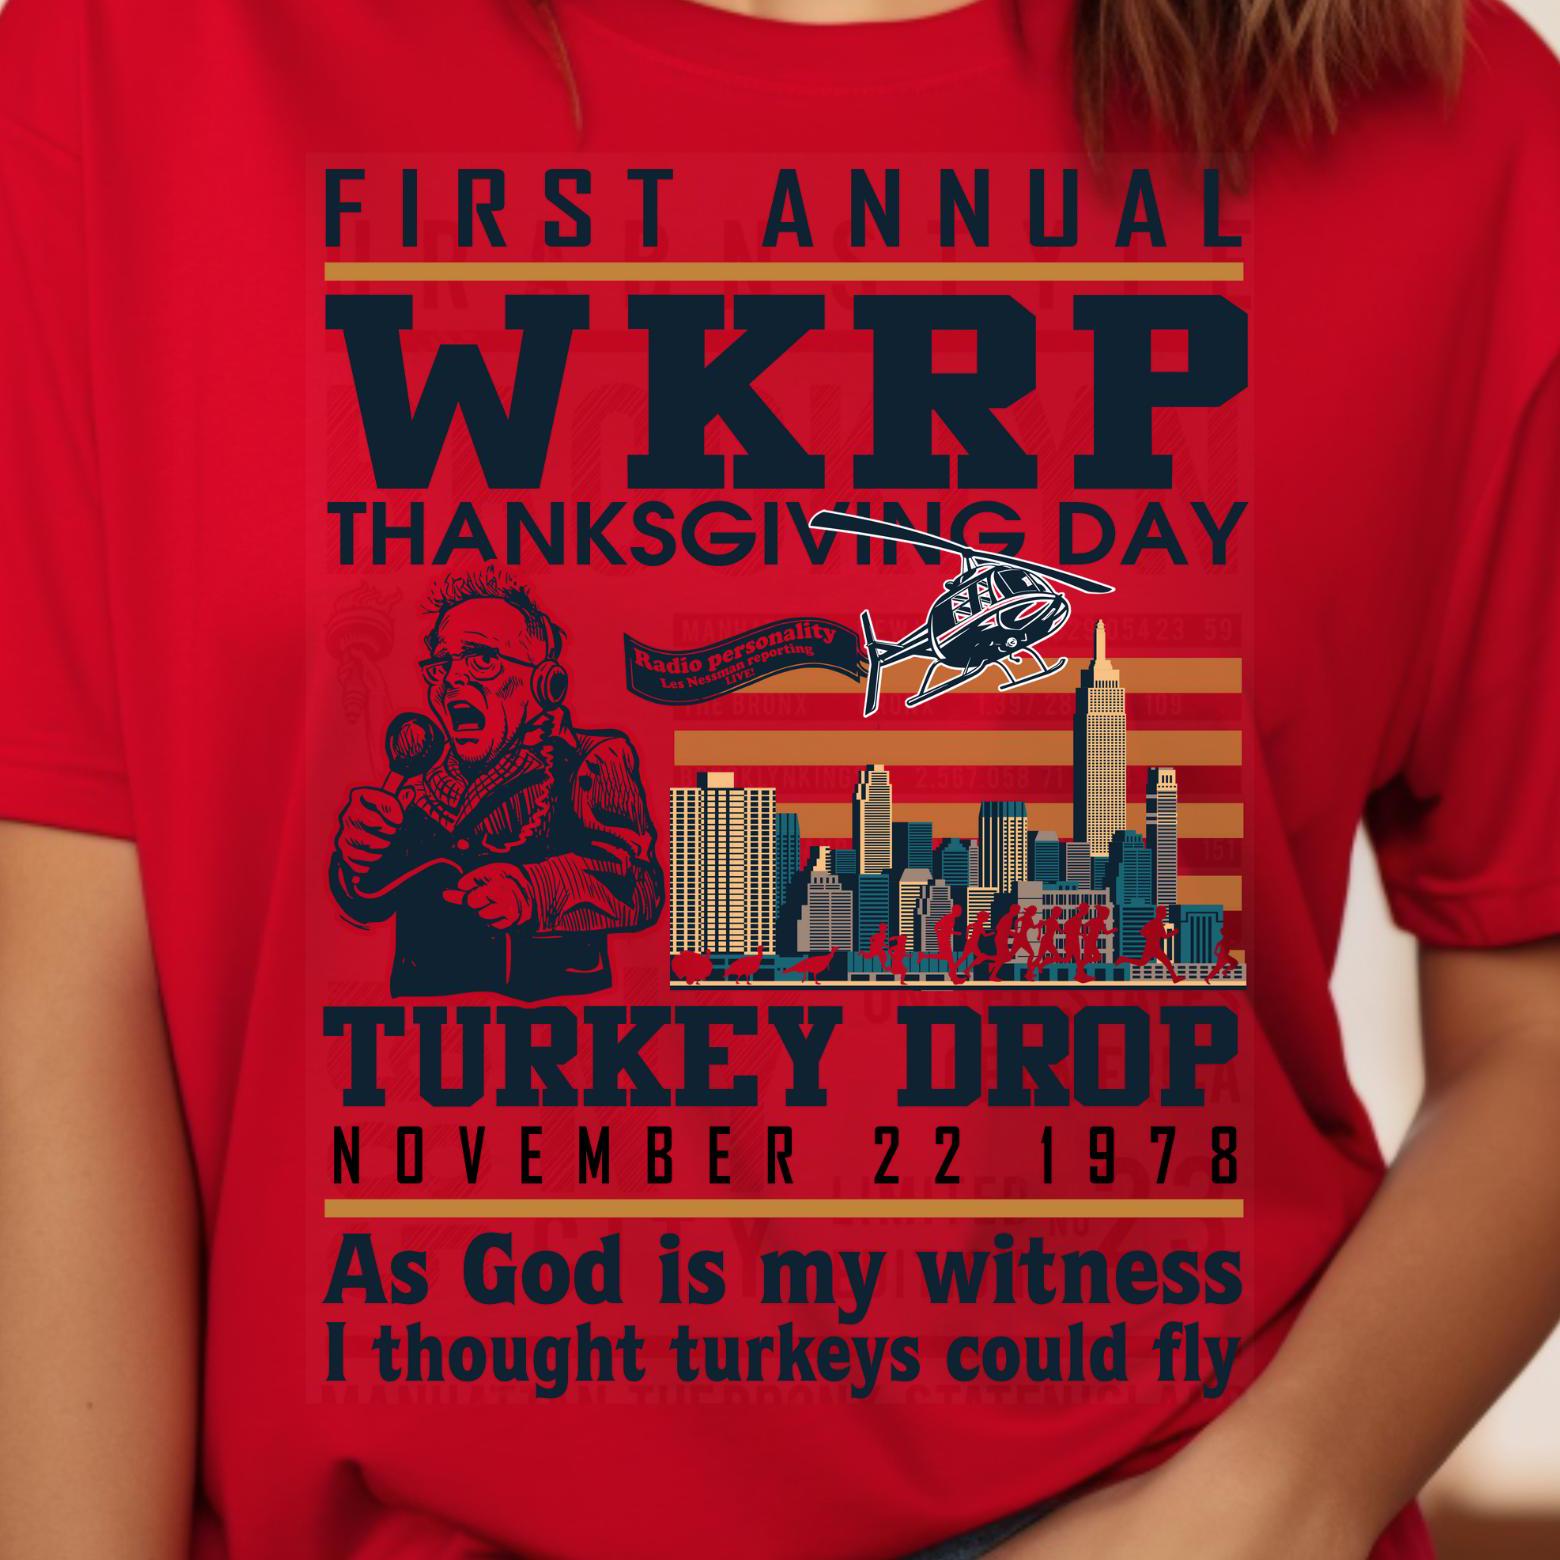 FIRST ANNUAL
WKRP
THANKSGIVING DAY
Radio personality
Les Nessman reporting
LIVE!
TURKEY DROP
NOVEMBER 22 1978
As God is my witness
I thought turkeys could fly